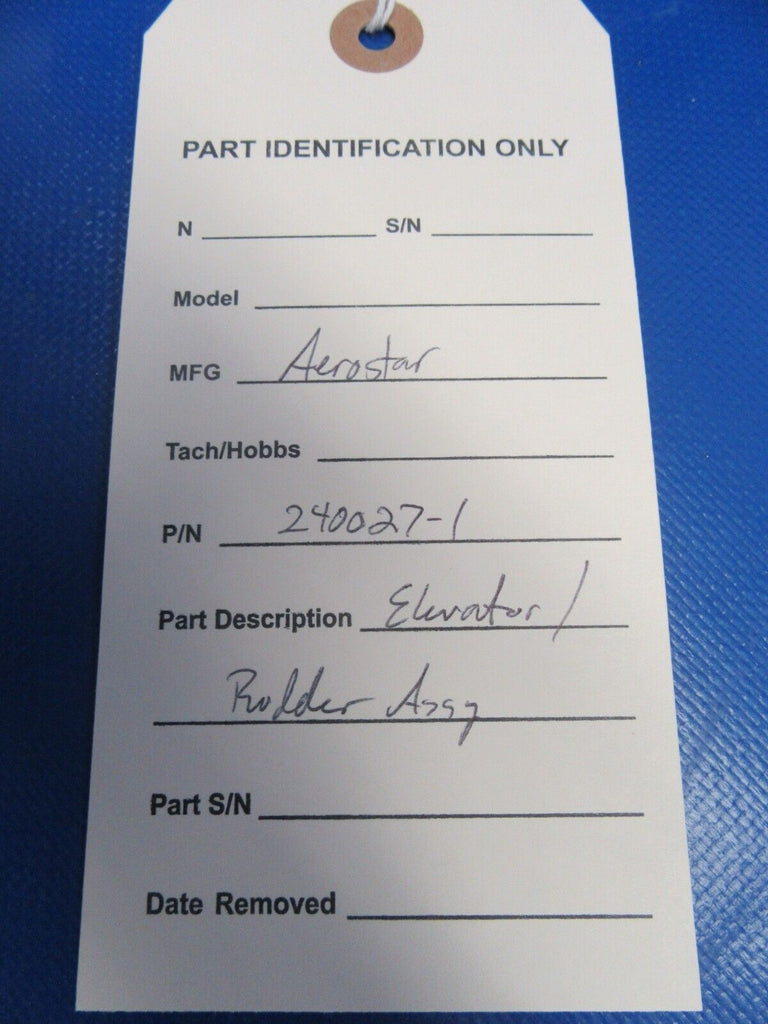 PART IDENTIFICATION ONLY
N S/N
Model
MFG Aerostar
Tach/Hobbs
P/N 240027-1
Part Description Elevator /
Rudder Assy
Part S/N
Date Removed